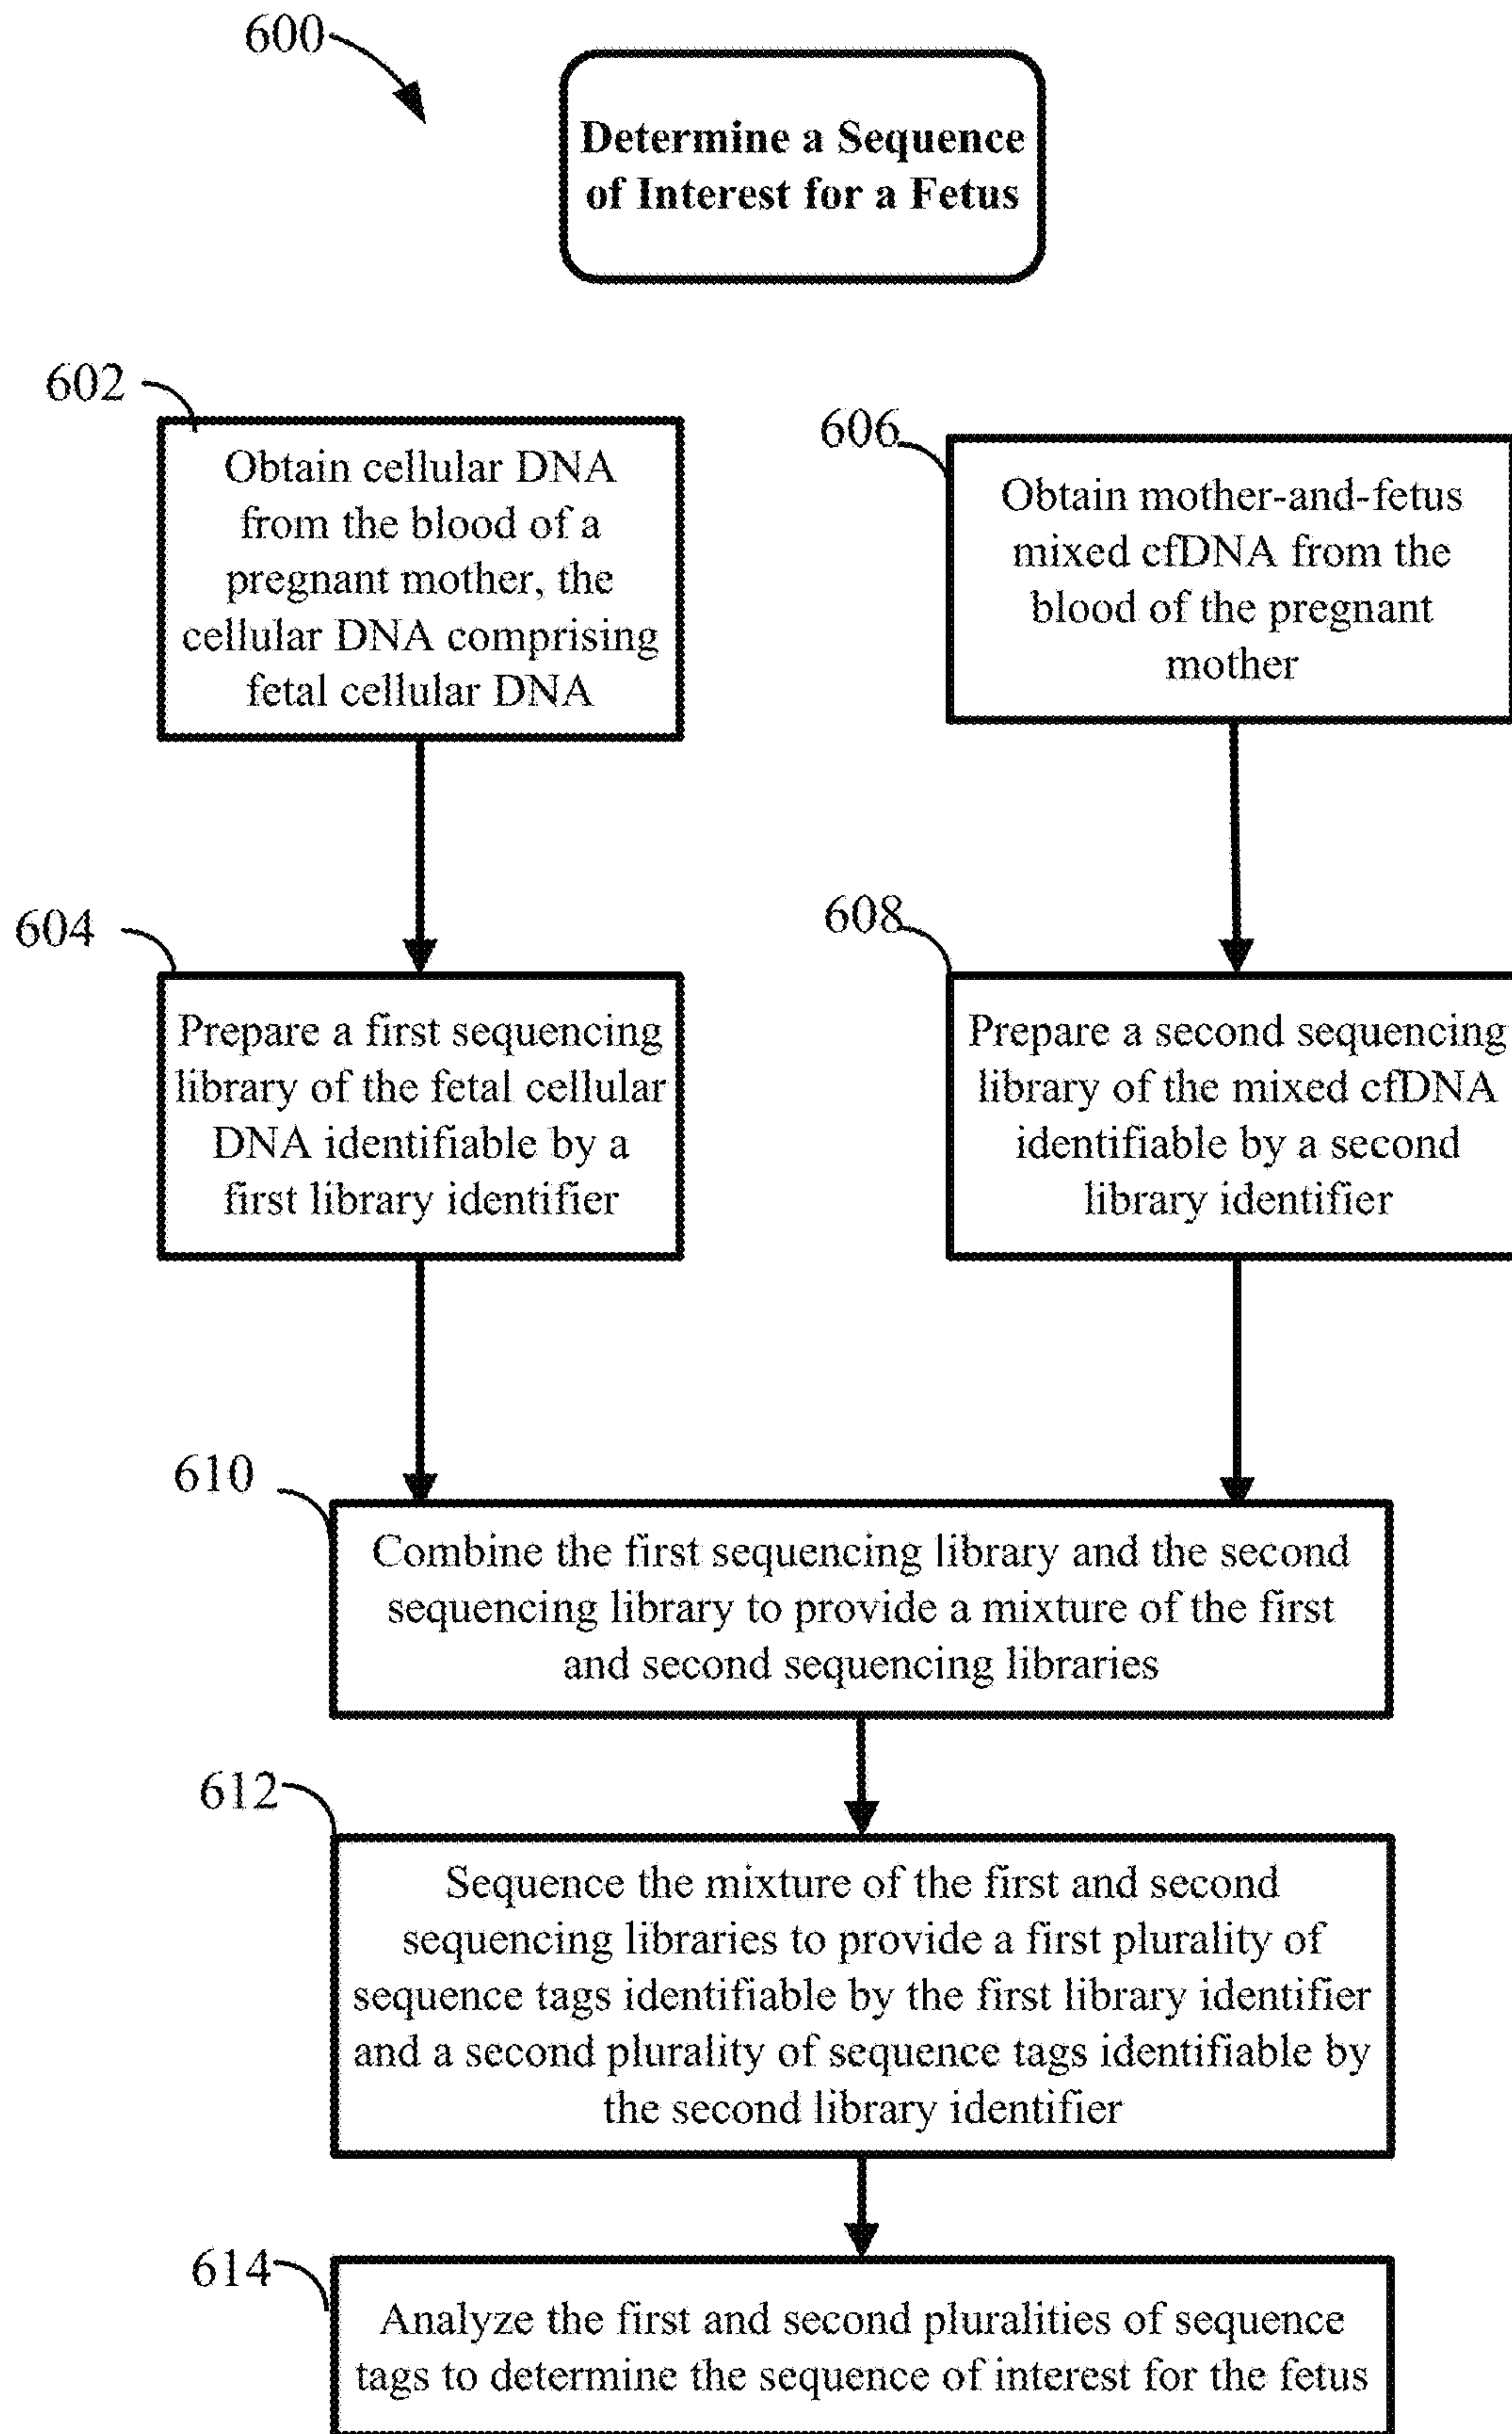 600
Determine a Sequence
of Interest for a Fetus
602
Obtain cellular DNA
from the blood of a
pregnant mother, the
cellular DNA comprising
fetal cellular DNA
606
Obtain mother-and-fetus
mixed cfDNA from the
blood of the pregnant
mother
604
Prepare a first sequencing
library of the fetal cellular
DNA identifiable by a
first library identifier
608
Prepare a second sequencing
library of the mixed cfDNA
identifiable by a second
library identifier
610
Combine the first sequencing library and the second
sequencing library to provide a mixture of the first
and second sequencing libraries
612
Sequence the mixture of the first and second
sequencing libraries to provide a first plurality of
sequence tags identifiable by the first library identifier
and a second plurality of sequence tags identifiable by
the second library identifier
614
Analyze the first and second pluralities of sequence
tags to determine the sequence of interest for the fetus